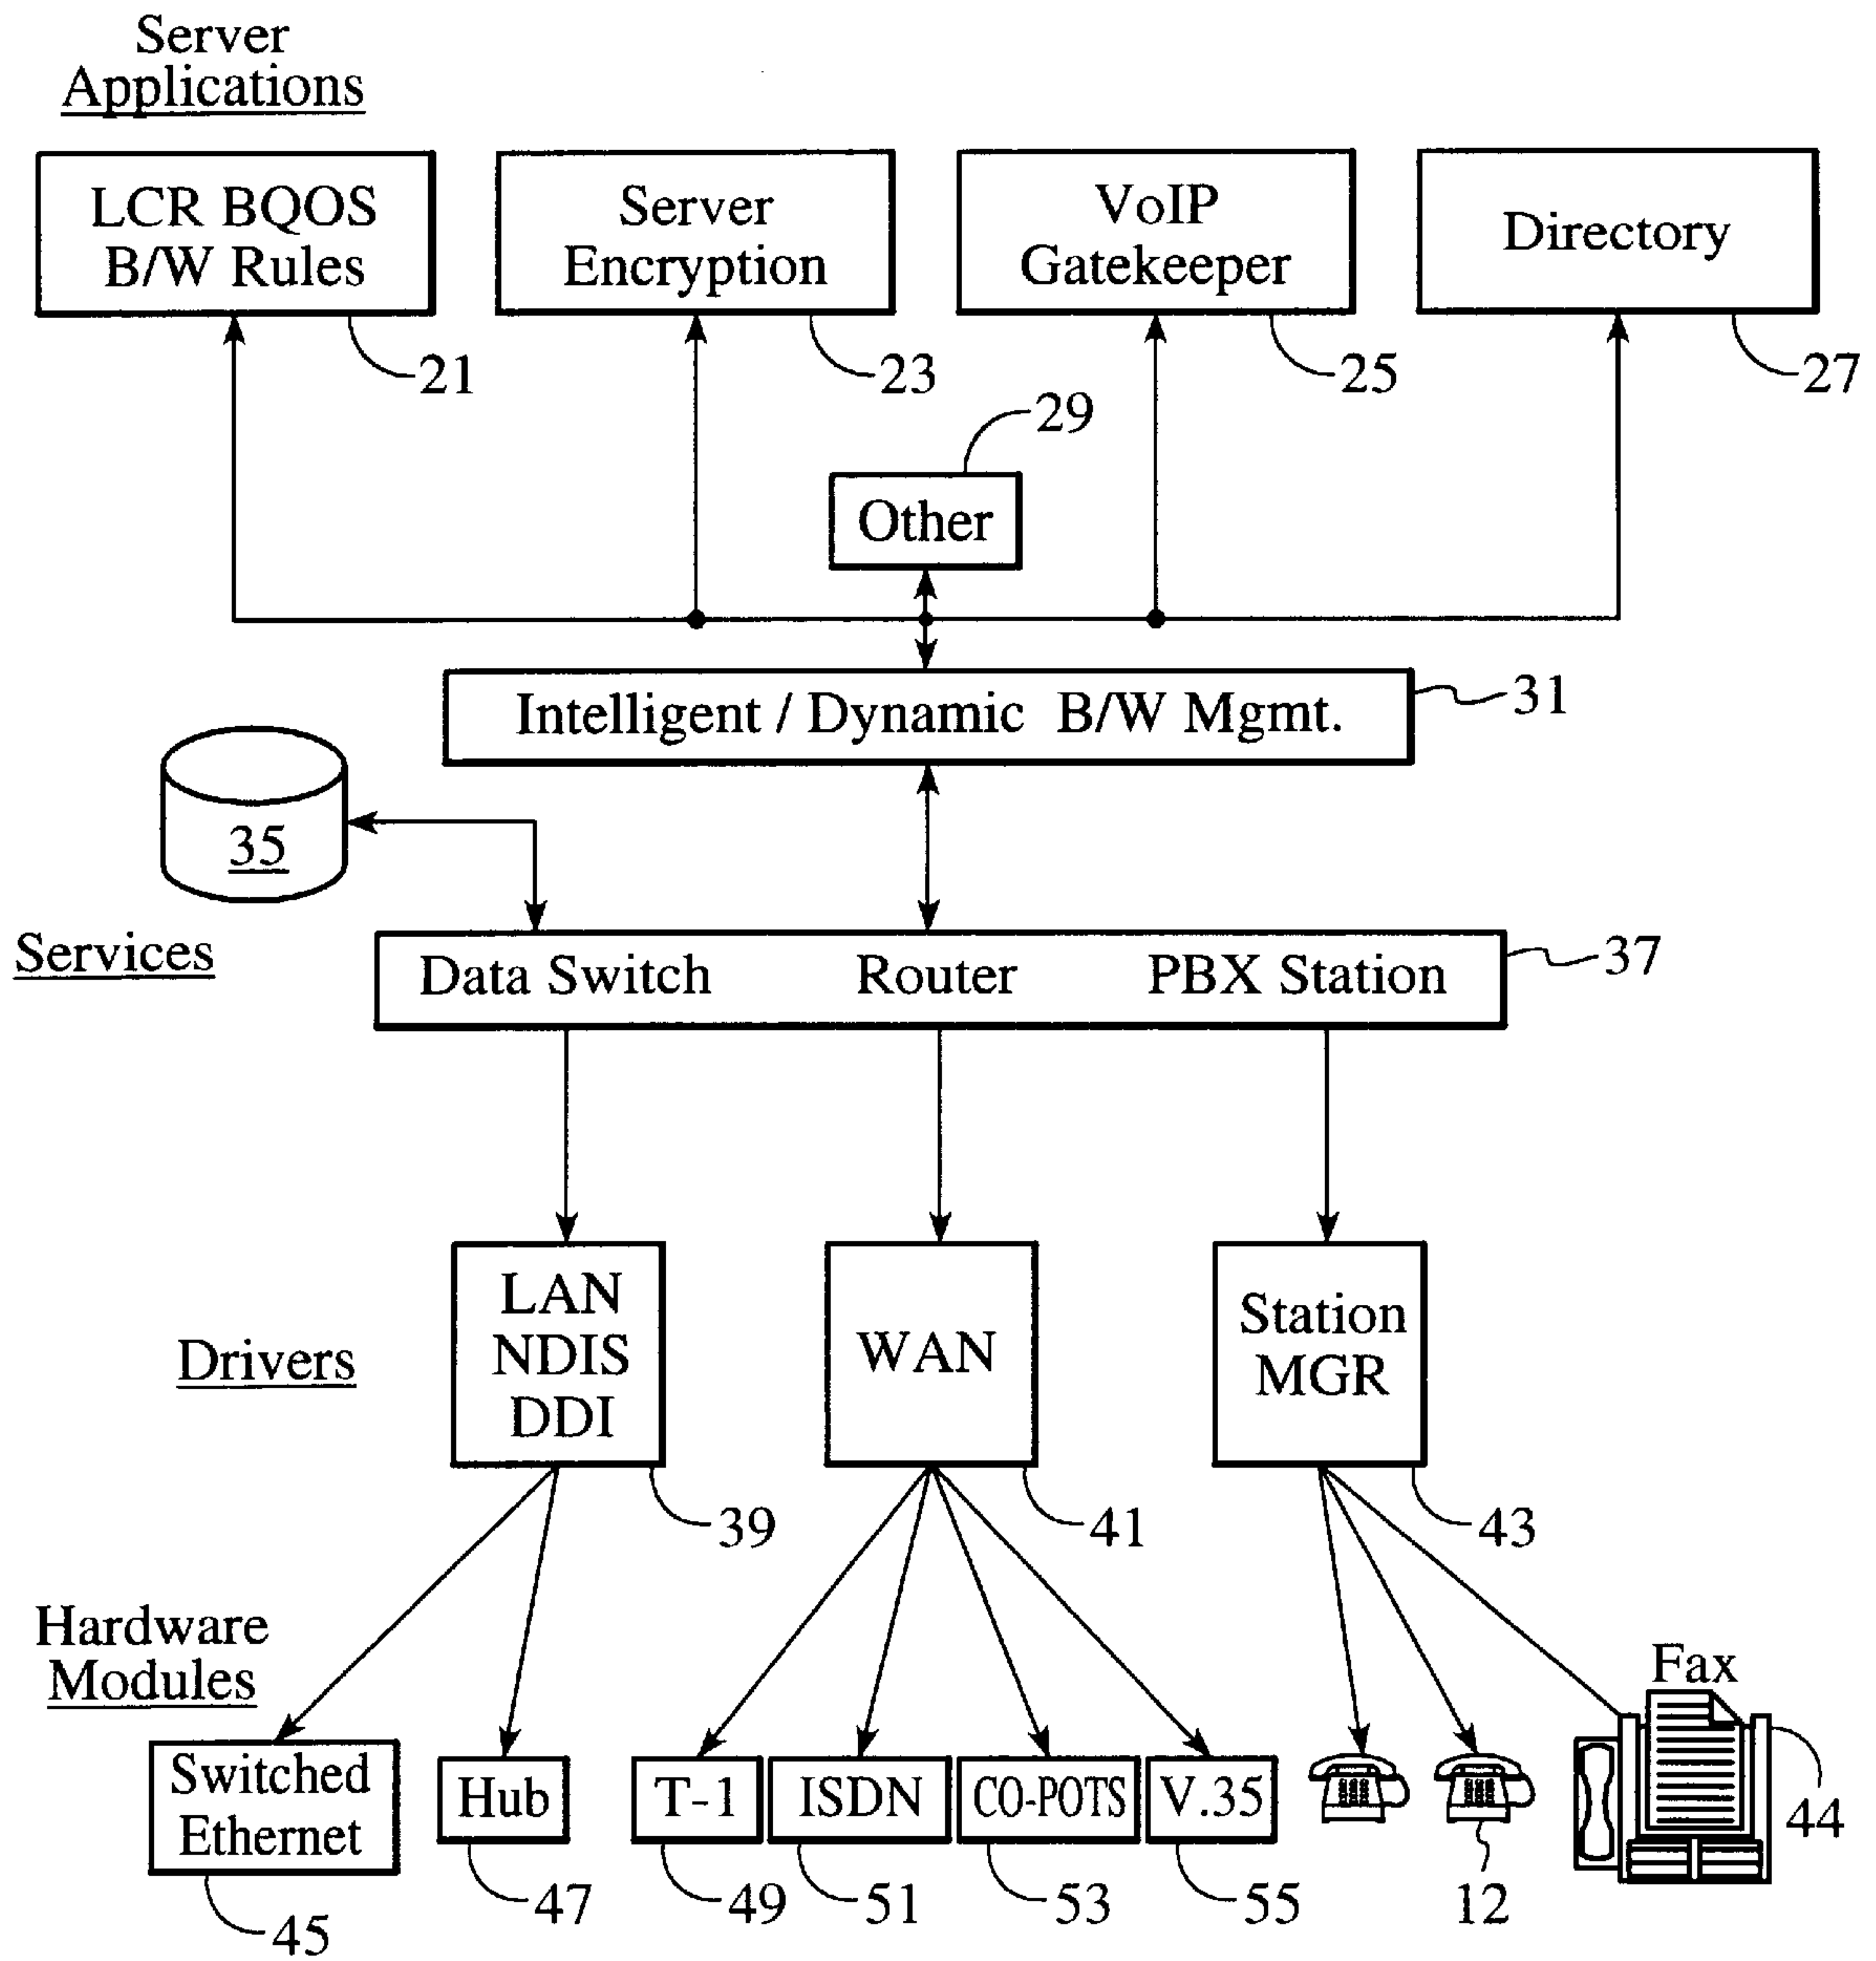 Server
Applications
LCR BQOS
B/W Rules
Server
Encryption
VoIP
Gatekeeper
Directory
21
23
25
27
29
Other
Intelligent / Dynamic B/W Mgmt.
31
35
Services
Data Switch Router PBX Station
37
Drivers
LAN
NDIS
DDI
WAN
Station
MGR
39
41
43
Hardware
Modules
Fax
Switched
Ethernet
Hub
T-1
ISDN
CO-POTS
V.35
44
45
47
49
51
53
55
12